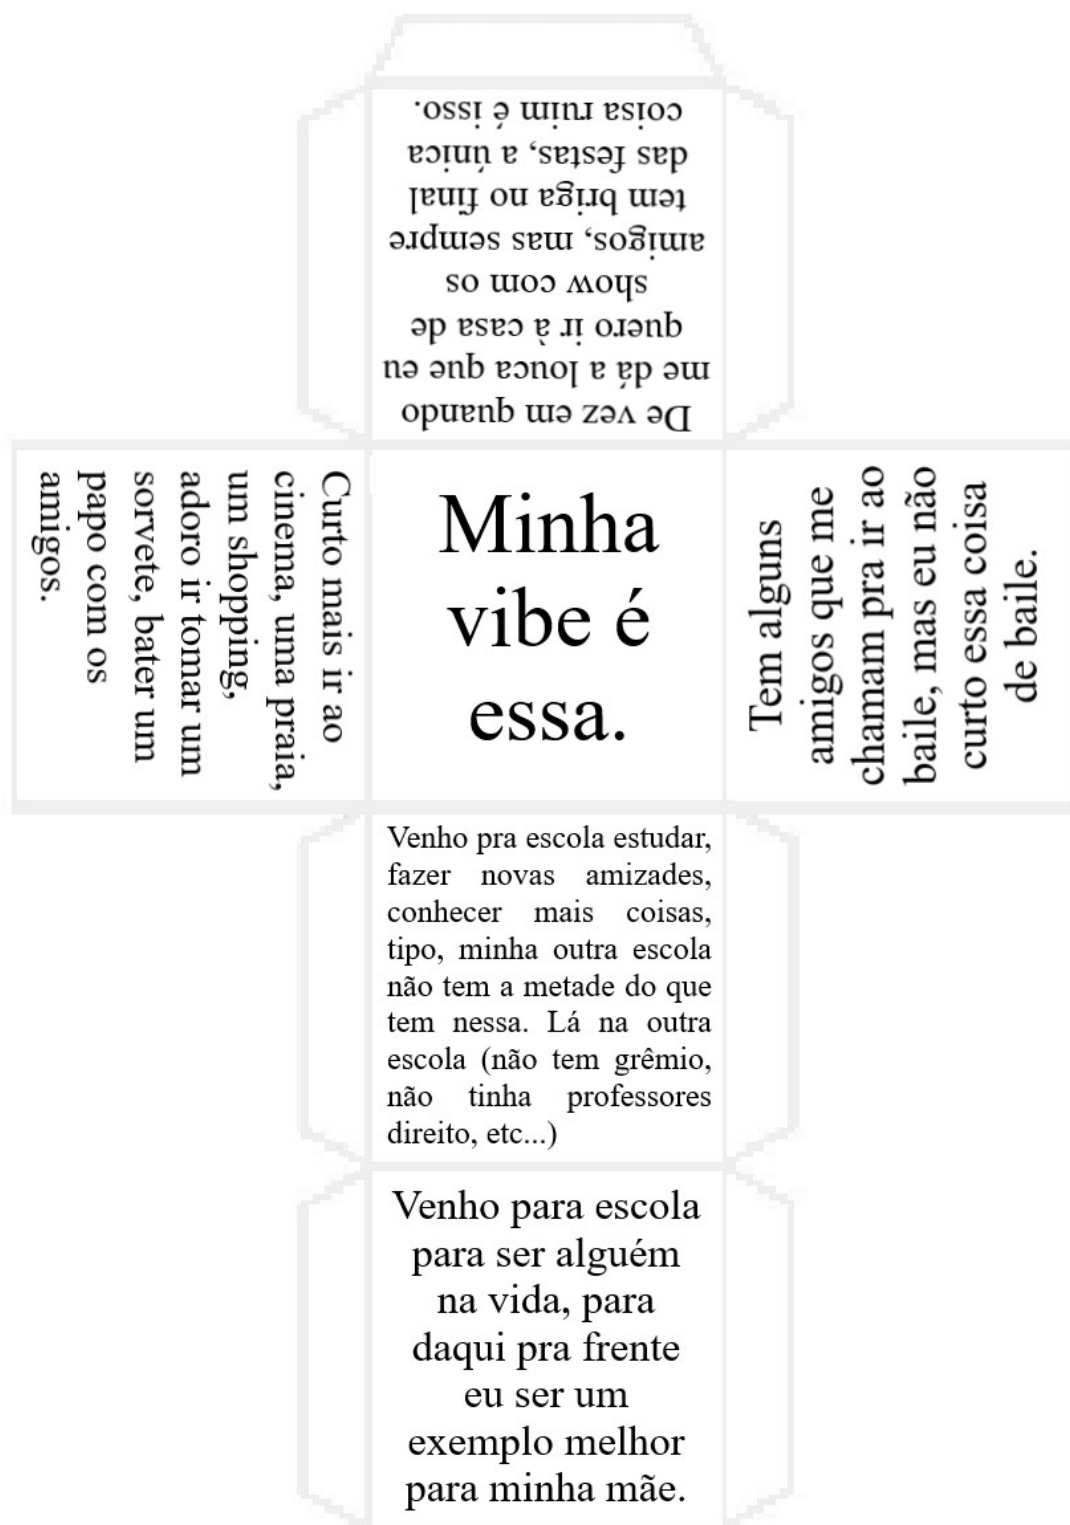 De vez em quando
me dá a louca que eu
quero ir à casa de
show com os
amigos, mas sempre
tem briga no final
das festas, a única
coisa ruim é isso.
Curto mais ir ao
cinema, uma praia,
um shopping,
adoro ir tomar um
sorvete, bater um
papo com os
amigos.
Minha
vibe é
essa.
Tem alguns
amigos que me
chamam pra ir ao
baile, mas eu não
curto essa coisa
de baile.
Venho pra escola estudar,
fazer novas amizades,
conhecer mais coisas,
tipo, minha outra escola
não tem a metade do que
tem nessa. Lá na outra
escola (não tem grêmio,
não tinha professores
direito, etc...)
Venho para escola
para ser alguém
na vida, para
daqui pra frente
eu ser um
exemplo melhor
para minha mãe.